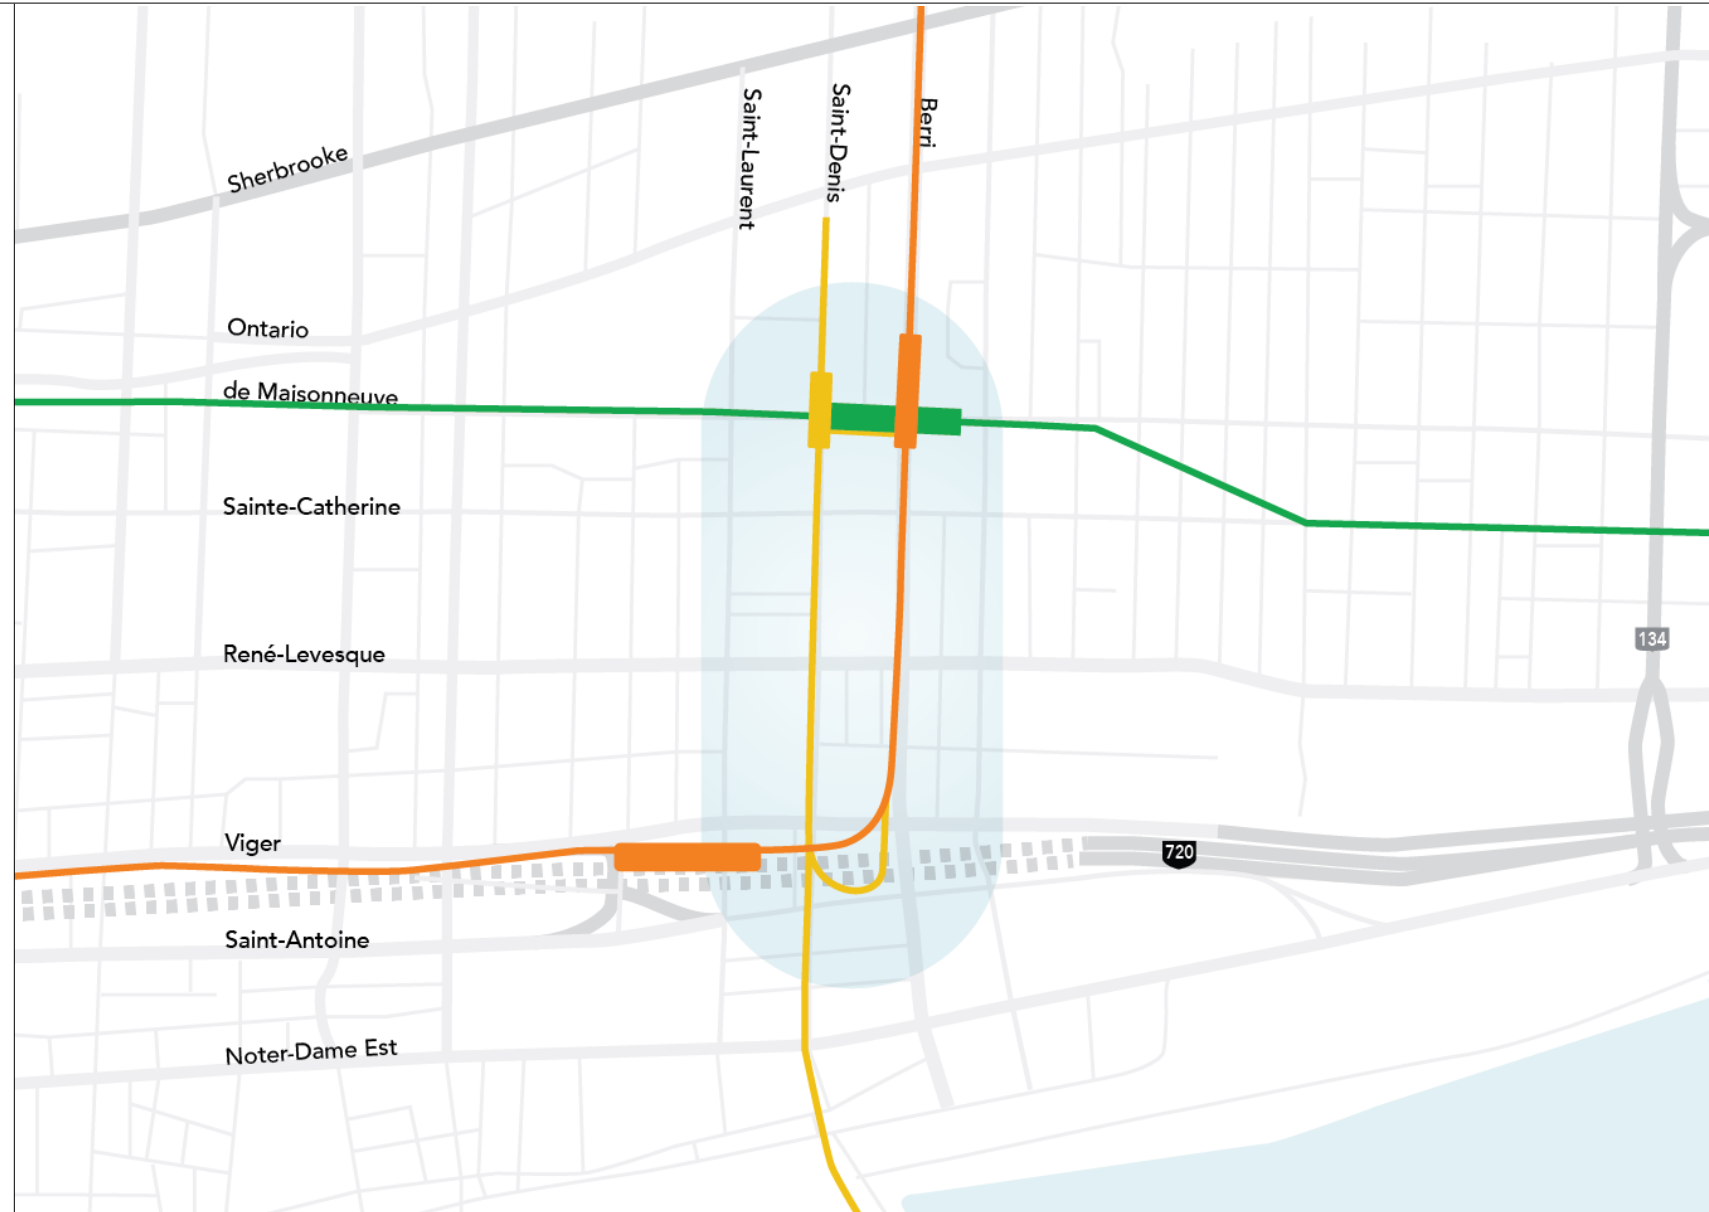 Saint-Laurent
Saint-Denis
Berri
Sherbrooke
Ontario
de Maisonneuve
Sainte-Catherine
René-Levesque
134
Viger
720
Saint-Antoine
Noter-Dame Est